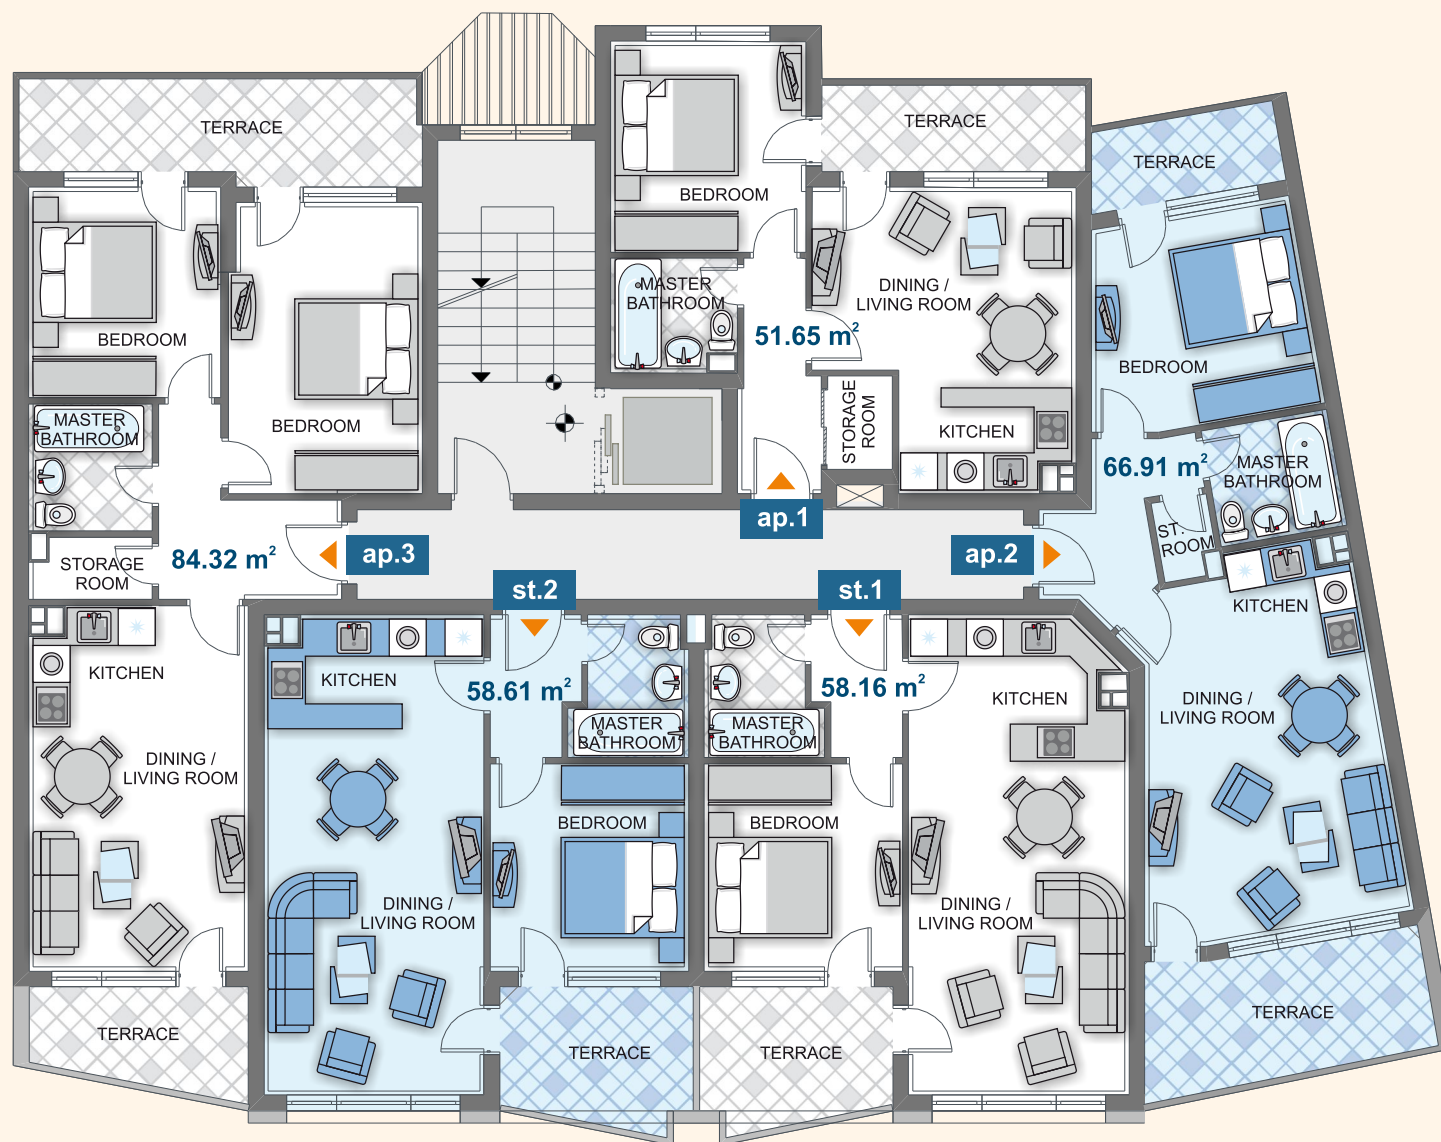 TERRACE
BEDROOM
BEDROOM
MASTER
BATHROOM
STORAGE
ROOM
84.32 m²
ap.3
KITCHEN
DINING /
LIVING ROOM
TERRACE
BEDROOM
TERRACE
MASTER
BATHROOM
51.65 m²
DINING /
LIVING ROOM
STORAGE
ROOM
KITCHEN
ap.1
TERRACE
BEDROOM
66.91 m²
MASTER
BATHROOM
ST.
ROOM
ap.2
KITCHEN
DINING /
LIVING ROOM
TERRACE
st.2
58.61 m²
KITCHEN
MASTER
BATHROOM
BEDROOM
DINING /
LIVING ROOM
TERRACE
st.1
58.16 m²
MASTER
BATHROOM
KITCHEN
BEDROOM
DINING /
LIVING ROOM
TERRACE